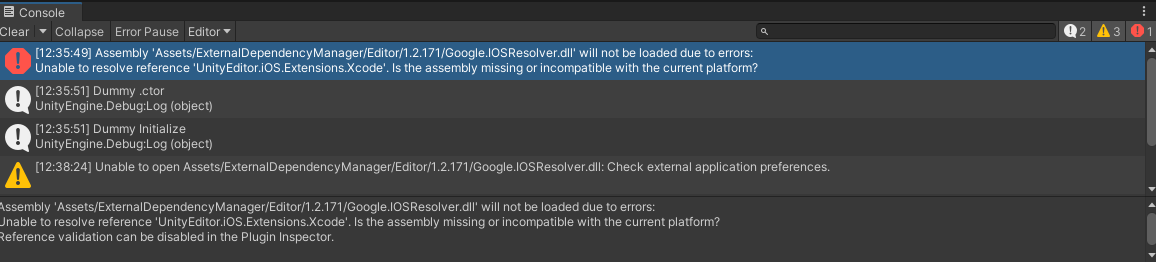 Console
Clear
Collapse
Error Pause
Editor
2
3
1
[12:35:49] Assembly 'Assets/ExternalDependencyManager/Editor/1.2.171/Google.IOSResolver.dll' will not be loaded due to errors:
Unable to resolve reference 'UnityEditor.iOS.Extensions.Xcode'. Is the assembly missing or incompatible with the current platform?
[12:35:51] Dummy .ctor
UnityEngine.Debug:Log (object)
[12:35:51] Dummy Initialize
UnityEngine.Debug:Log (object)
[12:38:24] Unable to open Assets/ExternalDependencyManager/Editor/1.2.171/Google.IOSResolver.dll: Check external application preferences.
Assembly 'Assets/ExternalDependencyManager/Editor/1.2.171/Google.IOSResolver.dll' will not be loaded due to errors:
Unable to resolve reference 'UnityEditor.iOS.Extensions.Xcode'. Is the assembly missing or incompatible with the current platform?
Reference validation can be disabled in the Plugin Inspector.